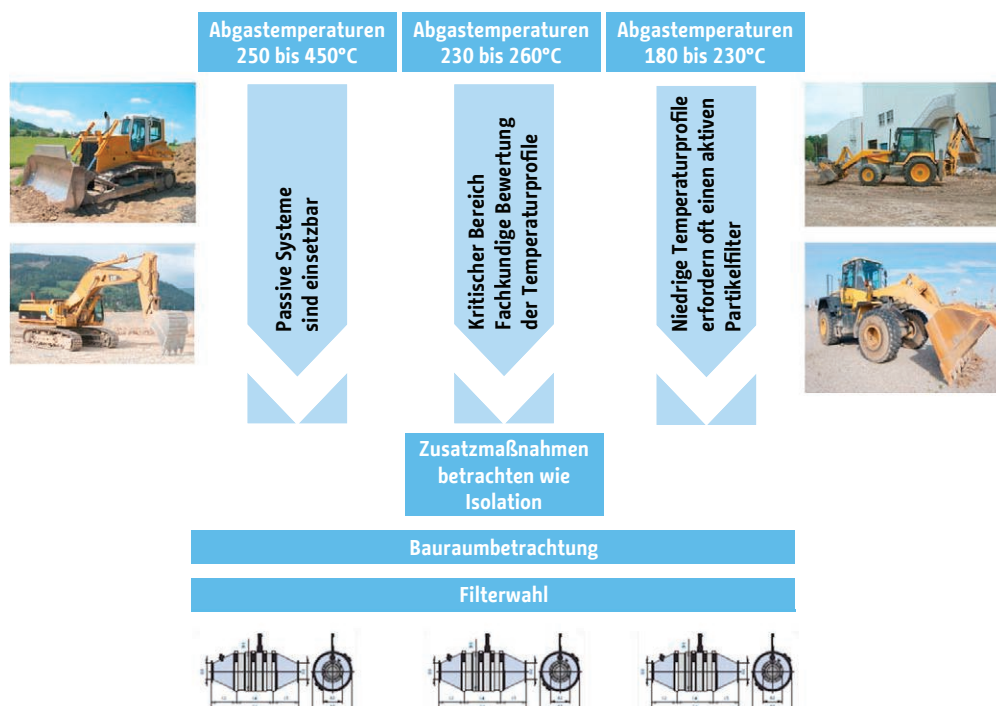 Abgastemperaturen
250 bis 450°C
Abgastemperaturen
230 bis 260°C
Abgastemperaturen
180 bis 230°C
Passive Systeme
sind einsetzbar
Kritischer Bereich
Fachkundige Bewertung
der Temperaturprofile
Niedrige Temperaturprofile
erfordern oft einen aktiven
Partikelfilter
Zusatzmaßnahmen
betrachten wie
Isolation
Bauraumbetrachtung
Filterwahl